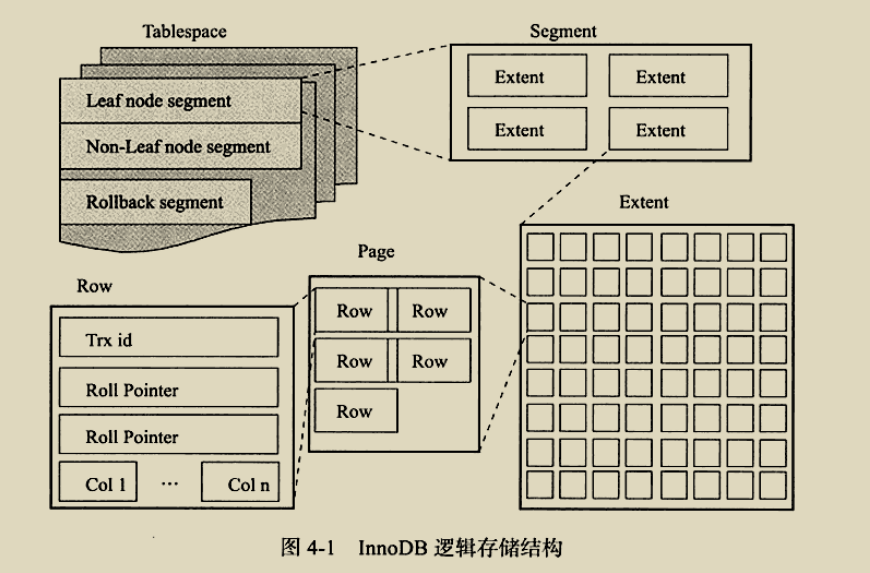 Tablespace
Leaf node segment
Non-Leaf node segment
Rollback segment
Segment
Extent
Extent
Extent
Extent
Extent
Page
Row
Row
Row
Row
Row
Row
Trx id
Roll Pointer
Roll Pointer
Col 1
...
Col n
图 4-1 InnoDB 逻辑存储结构